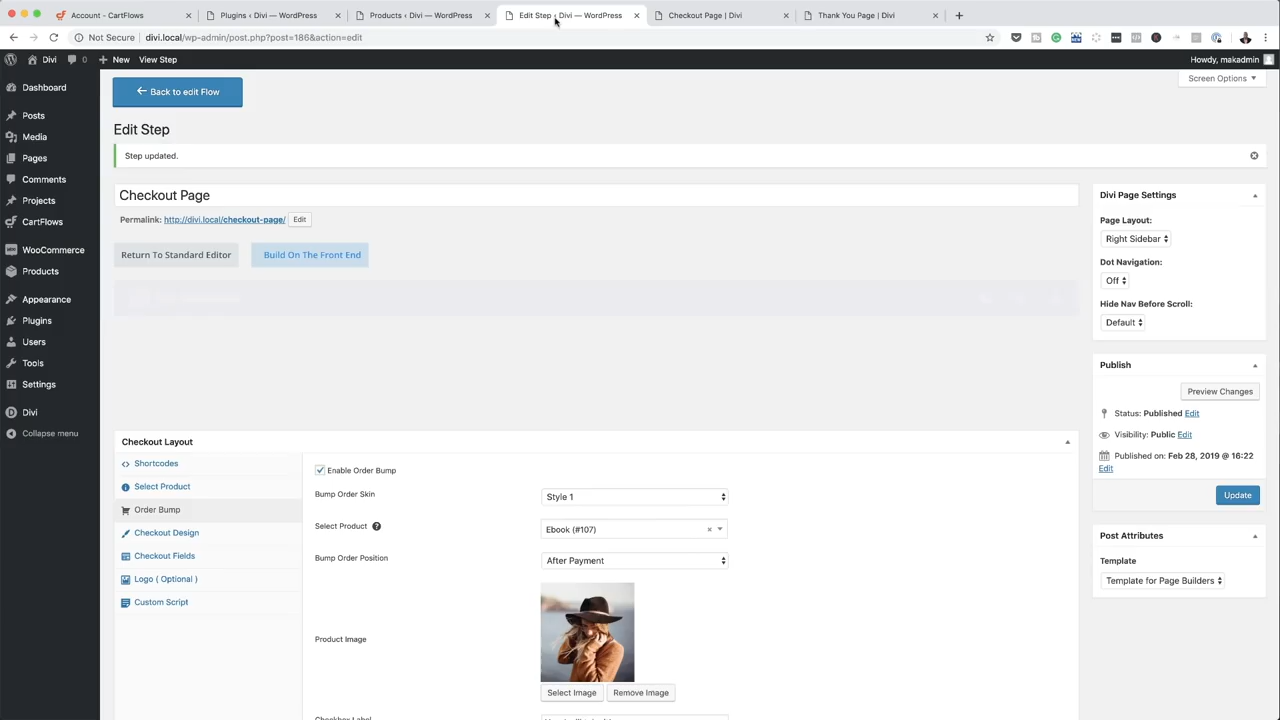 Account - CartFlows
Plugins ‹ Divi — WordPress
Products ‹ Divi — WordPress
Edit Step ‹ Divi — WordPress
Checkout Page | Divi
Thank You Page | Divi
Not Secure
divi.local/wp-admin/post.php?post=186&action=edit
Divi
0
New
View Step
Howdy, makadmin
Dashboard
Posts
Media
Pages
Comments
Projects
CartFlows
WooCommerce
Products
Appearance
Plugins
Users
Tools
Settings
Divi
Collapse menu
Screen Options
Back to edit Flow
Edit Step
Step updated.
Checkout Page
Permalink: http://divi.local/checkout-page/ Edit
Return To Standard Editor
Build On The Front End
Checkout Layout
Shortcodes
Select Product
Order Bump
Checkout Design
Checkout Fields
Logo ( Optional )
Custom Script
Enable Order Bump
Bump Order Skin
Style 1
Select Product
Ebook (#107)
Bump Order Position
After Payment
Product Image
Select Image
Remove Image
Checkbox Label
Divi Page Settings
Page Layout:
Right Sidebar
Dot Navigation:
Off
Hide Nav Before Scroll:
Default
Publish
Preview Changes
Status: Published Edit
Visibility: Public Edit
Published on: Feb 28, 2019 @ 16:22
Edit
Update
Post Attributes
Template
Template for Page Builders